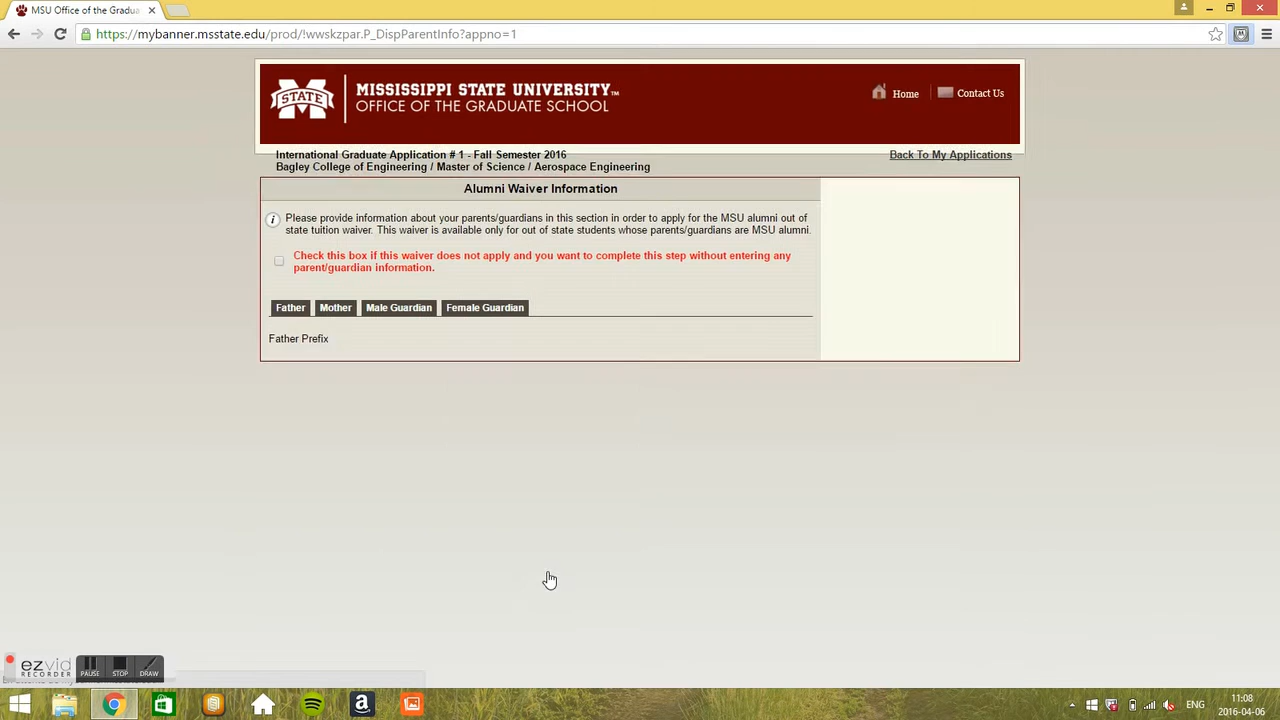 MSU Office of the Gradua
https://mybanner.msstate.edu/prod/!wwskzpar.P_DispParentInfo?appno=1
STATE
MISSISSIPPI STATE UNIVERSITY™
OFFICE OF THE GRADUATE SCHOOL
Home
Contact Us
International Graduate Application # 1 - Fall Semester 2016
Back To My Applications
Bagley College of Engineering / Master of Science / Aerospace Engineering
Alumni Waiver Information
Please provide information about your parents/guardians in this section in order to apply for the MSU alumni out of
state tuition waiver. This waiver is available only for out of state students whose parents/guardians are MSU alumni.
Check this box if this waiver does not apply and you want to complete this step without entering any
parent/guardian information.
Father Mother Male Guardian Female Guardian
Father Prefix
ezvid
RECORDER
PAUSE STOP DRAW
ENG
11:08
2016-04-06